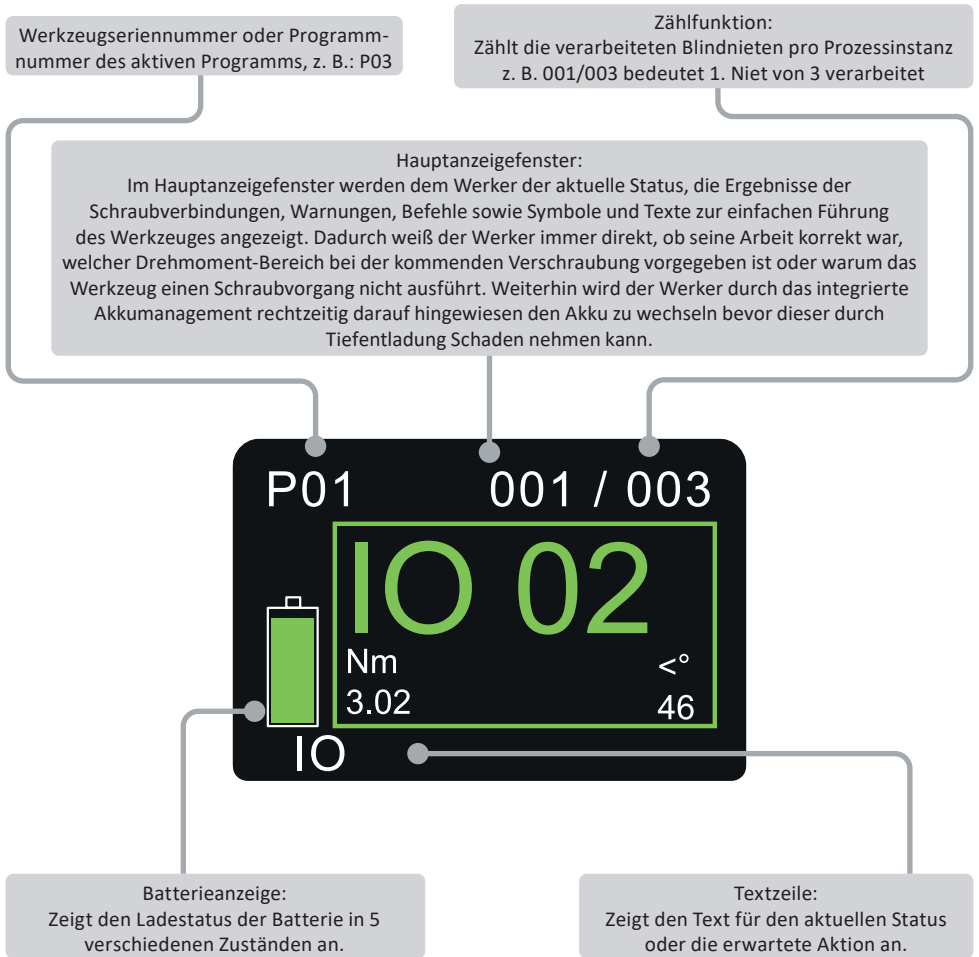 Werkzeugseriennummer oder Programm-
nummer des aktiven Programms, z. B.: P03
Zählfunktion:
Zählt die verarbeiteten Blindnieten pro Prozessinstanz
z. B. 001/003 bedeutet 1. Niet von 3 verarbeitet
Hauptanzeigefenster:
Im Hauptanzeigefenster werden dem Werker der aktuelle Status, die Ergebnisse der
Schraubverbindungen, Warnungen, Befehle sowie Symbole und Texte zur einfachen Führung
des Werkzeuges angezeigt. Dadurch weiß der Werker immer direkt, ob seine Arbeit korrekt war,
welcher Drehmoment-Bereich bei der kommenden Verschraubung vorgegeben ist oder warum das
Werkzeug einen Schraubvorgang nicht ausführt. Weiterhin wird der Werker durch das integrierte
Akkumanagement rechtzeitig darauf hingewiesen den Akku zu wechseln bevor dieser durch
Tiefentladung Schaden nehmen kann.
P01 001 / 003
IO 02
Nm <°
3.02 46
IO
Batterieanzeige:
Zeigt den Ladestatus der Batterie in 5
verschiedenen Zuständen an.
Textzeile:
Zeigt den Text für den aktuellen Status
oder die erwartete Aktion an.